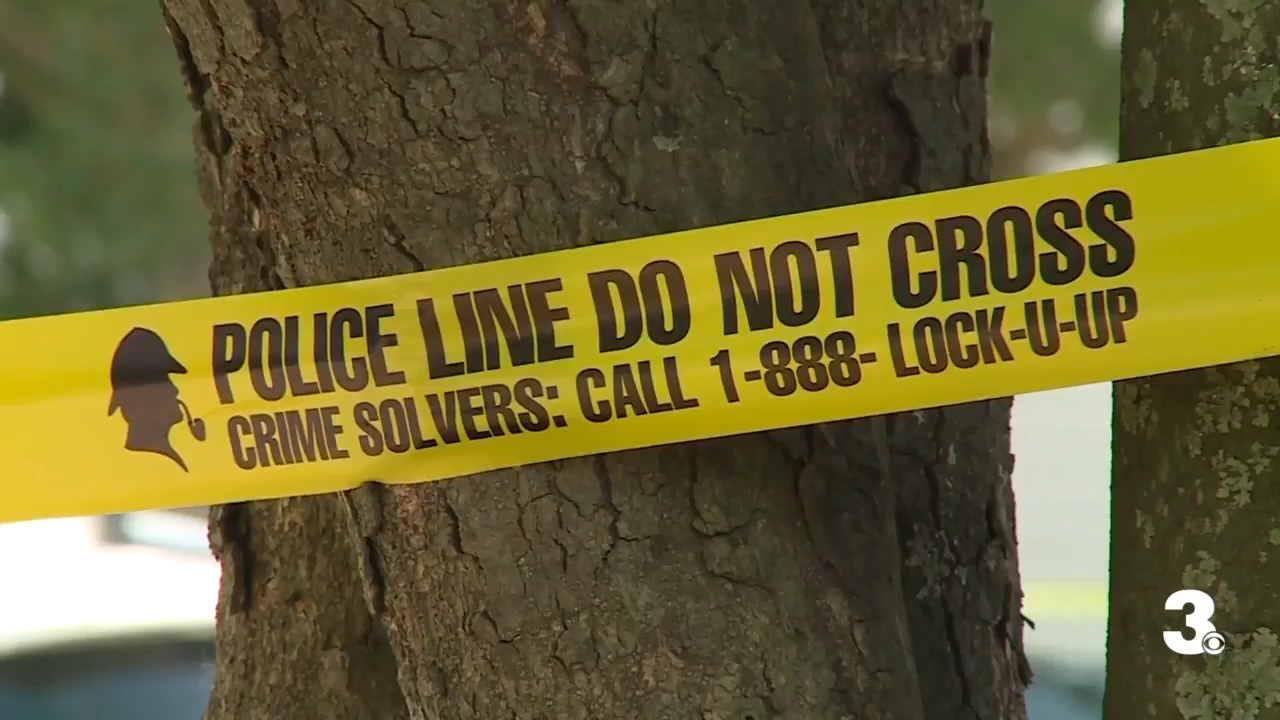 POLICE LINE DO NOT CROSS
CRIME SOLVERS: CALL 1-888- LOCK-U-UP
3